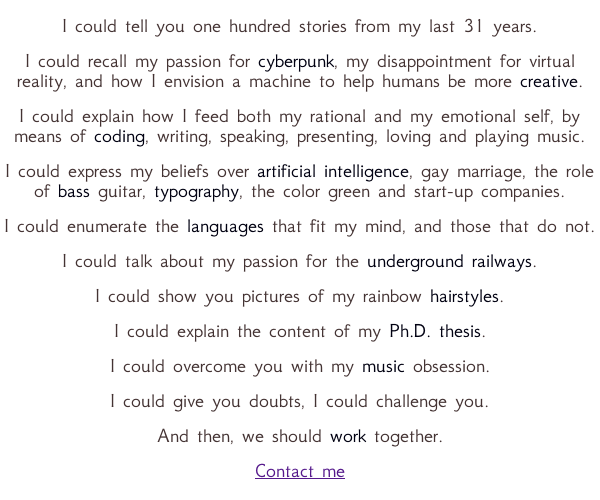 I could tell you one hundred stories from my last 31 years.
I could recall my passion for cyberpunk, my disappointment for virtual
reality, and how I envision a machine to help humans be more creative.
I could explain how I feed both my rational and my emotional self, by
means of coding, writing, speaking, presenting, loving and playing music.
I could express my beliefs over artificial intelligence, gay marriage, the role
of bass guitar, typography, the color green and start-up companies.
I could enumerate the languages that fit my mind, and those that do not.
I could talk about my passion for the underground railways.
I could show you pictures of my rainbow hairstyles.
I could explain the content of my Ph.D. thesis.
I could overcome you with my music obsession.
I could give you doubts, I could challenge you.
And then, we should work together.
Contact me